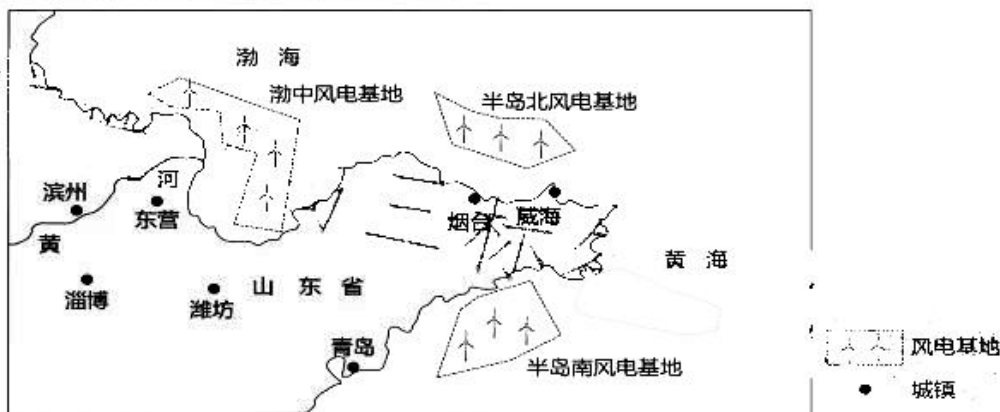 渤 海
渤中风电基地
半岛北风电基地
滨州
河
东营
烟台
威海
黄
黄 海
淄博
潍坊
山 东 省
青岛
半岛南风电基地
风电基地
城镇